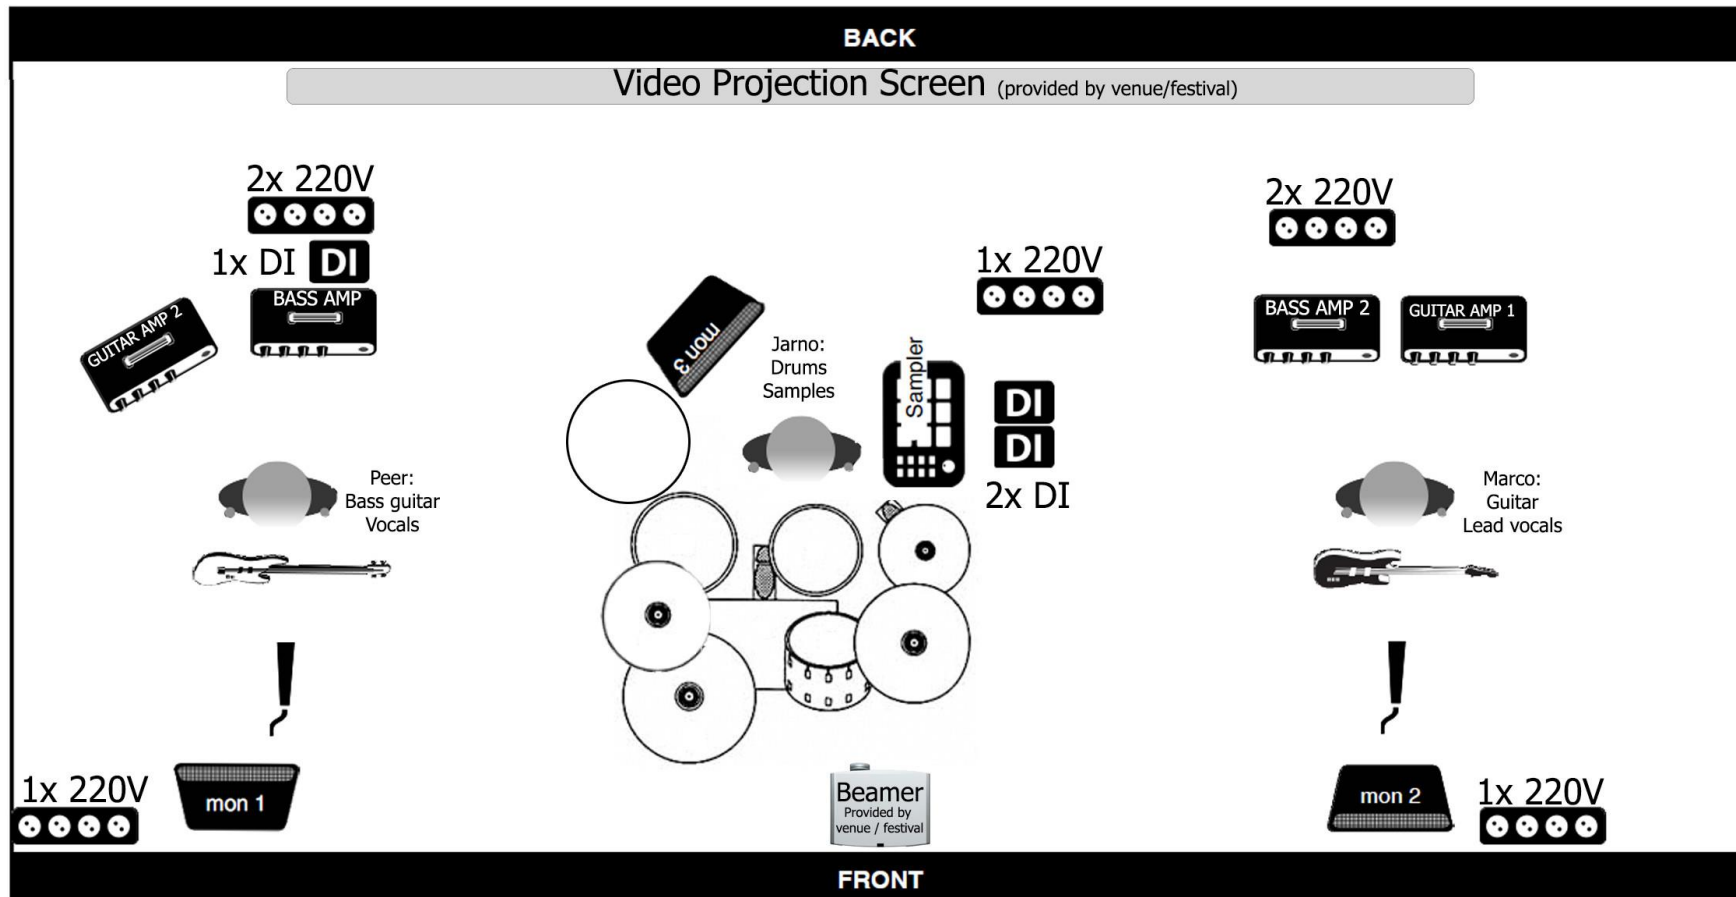 BACK
Video Projection Screen (provided by venue/festival)
2x 220V
1x DI DI
BASS AMP
GUITAR AMP 2
mon 3
Jarno:
Drums
Samples
Sampler
1x 220V
DI
DI
2x DI
2x 220V
BASS AMP 2
GUITAR AMP 1
Peer:
Bass guitar
Vocals
Marco:
Guitar
Lead vocals
1x 220V
mon 1
Beamer
Provided by
venue / festival
mon 2
1x 220V
FRONT